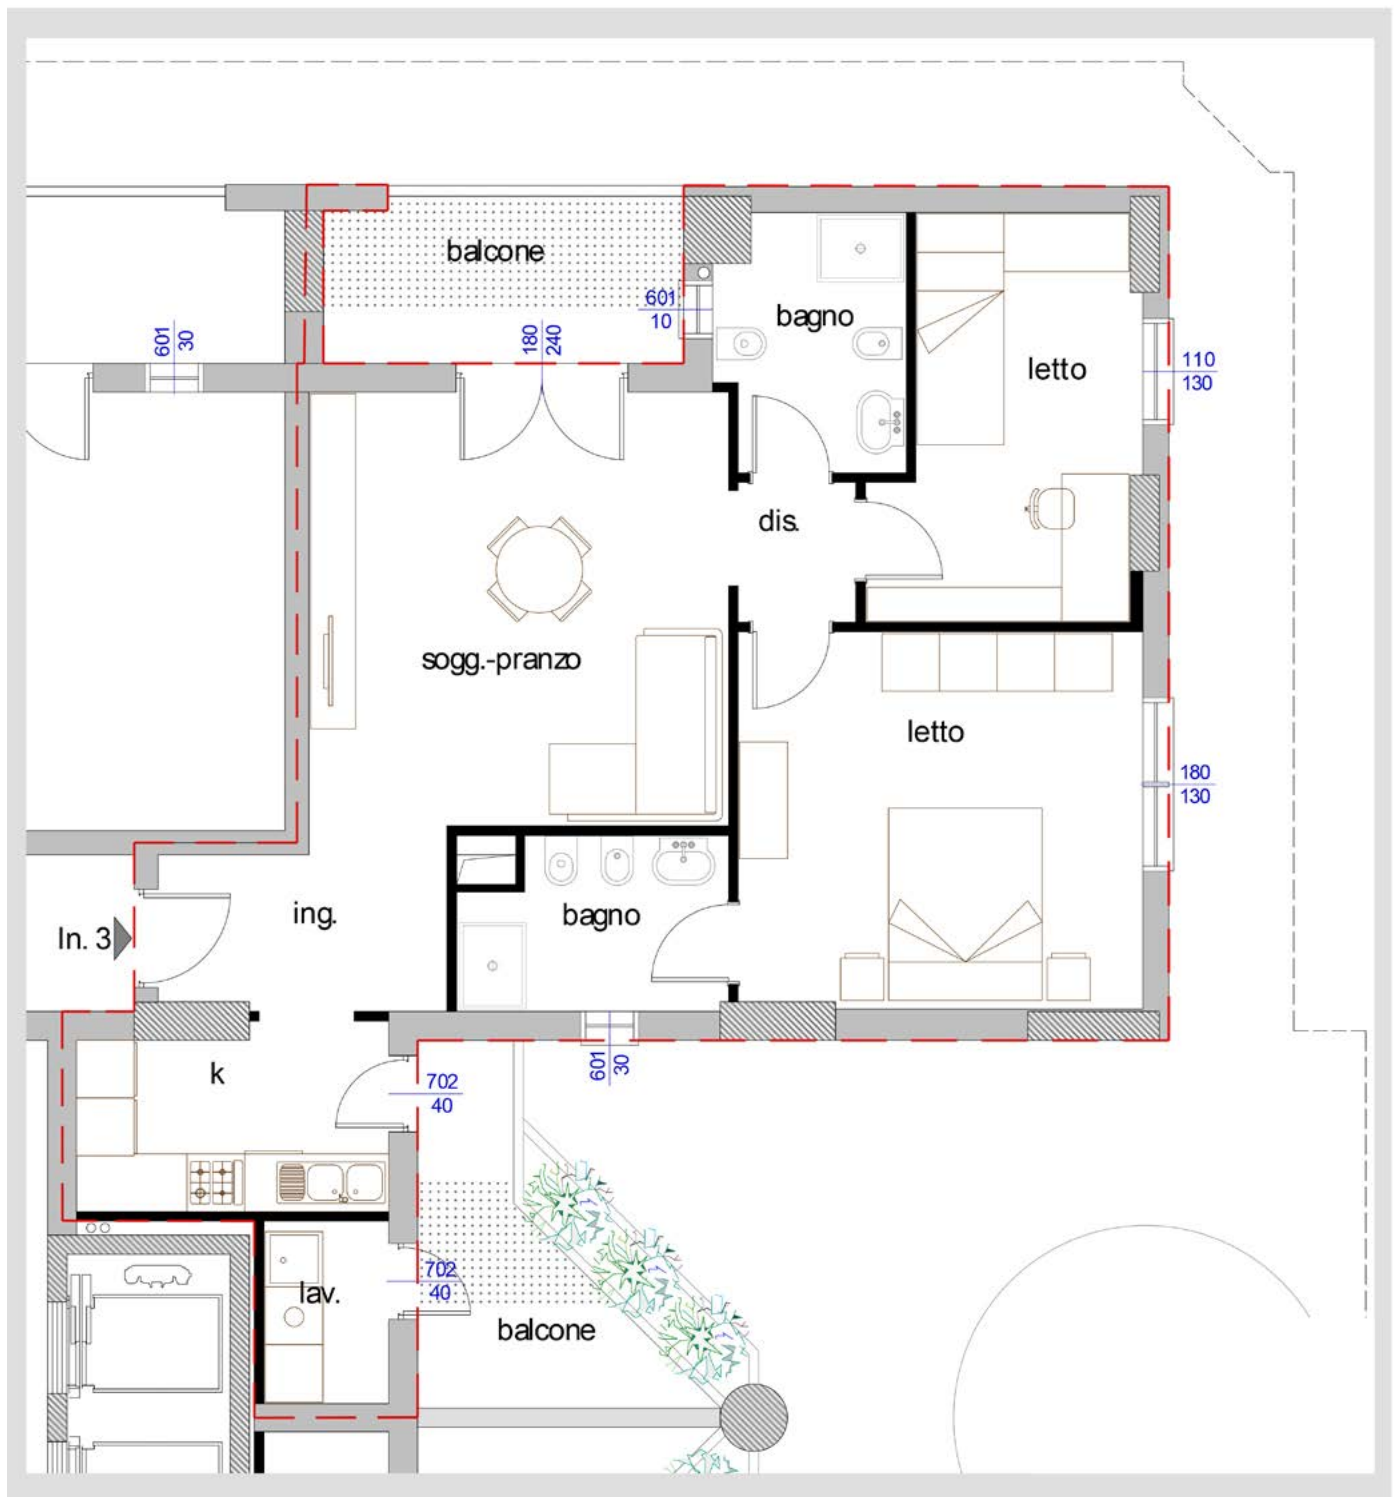 balcone
601
10
bagno
601
30
180
240
letto
110
130
dis.
sogg.-pranzo
letto
180
130
ing.
bagno
In. 3
k
702
40
601
30
702
40
lav.
balcone